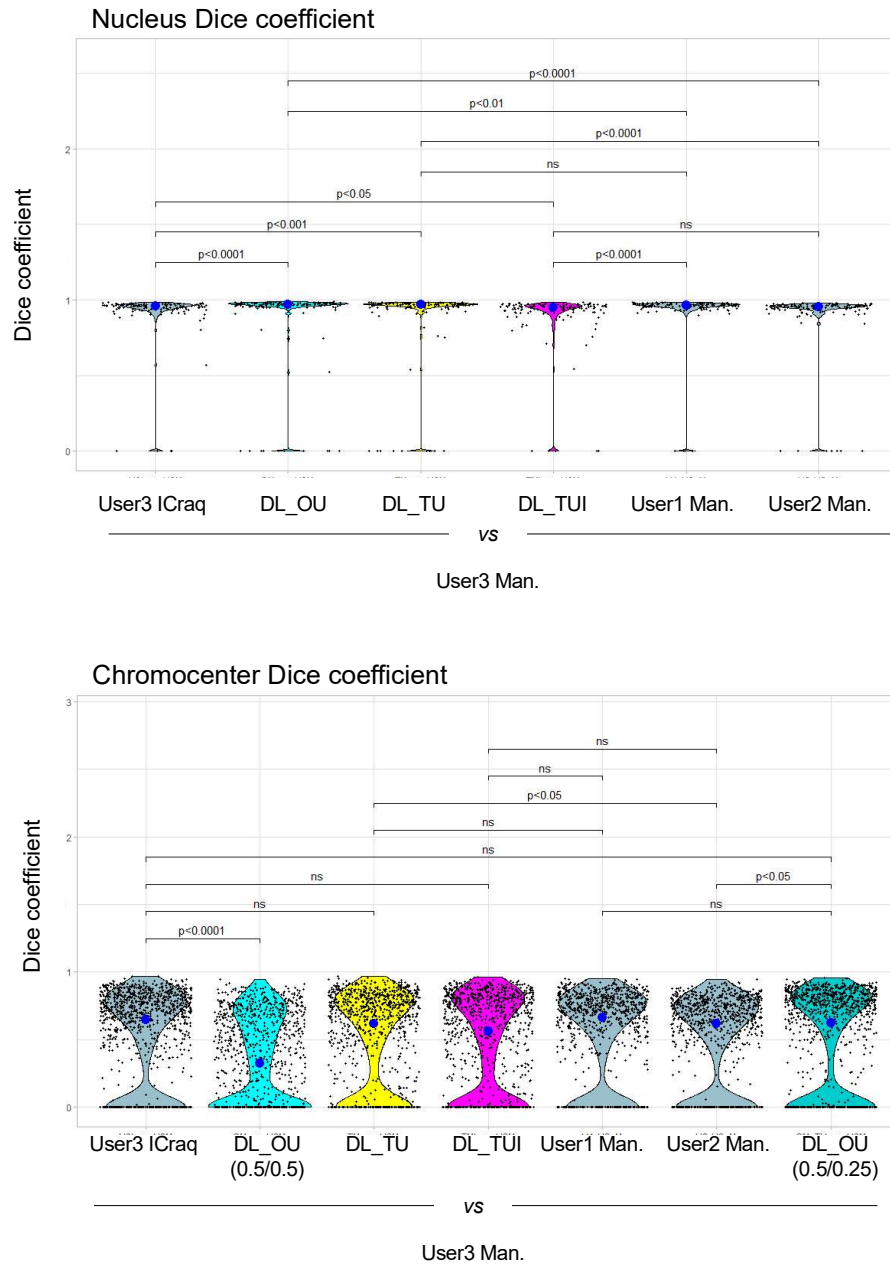 Nucleus Dice coefficient
p<0.0001
p<0.01
p<0.0001
2
ns
p<0.05
p<0.001
ns
p<0.0001
p<0.0001
Dice coefficient
1
0
User3 ICraq
DL_OU
DL_TU
DL_TUI
User1 Man.
User2 Man.
vs
User3 Man.
Chromocenter Dice coefficient
3
ns
ns
p<0.05
2
ns
ns
ns
p<0.05
ns
ns
p<0.0001
Dice coefficient
1
0
User3 ICraq
DL_OU
(0.5/0.5)
DL_TU
DL_TUI
User1 Man.
User2 Man.
DL_OU
(0.5/0.25)
vs
User3 Man.